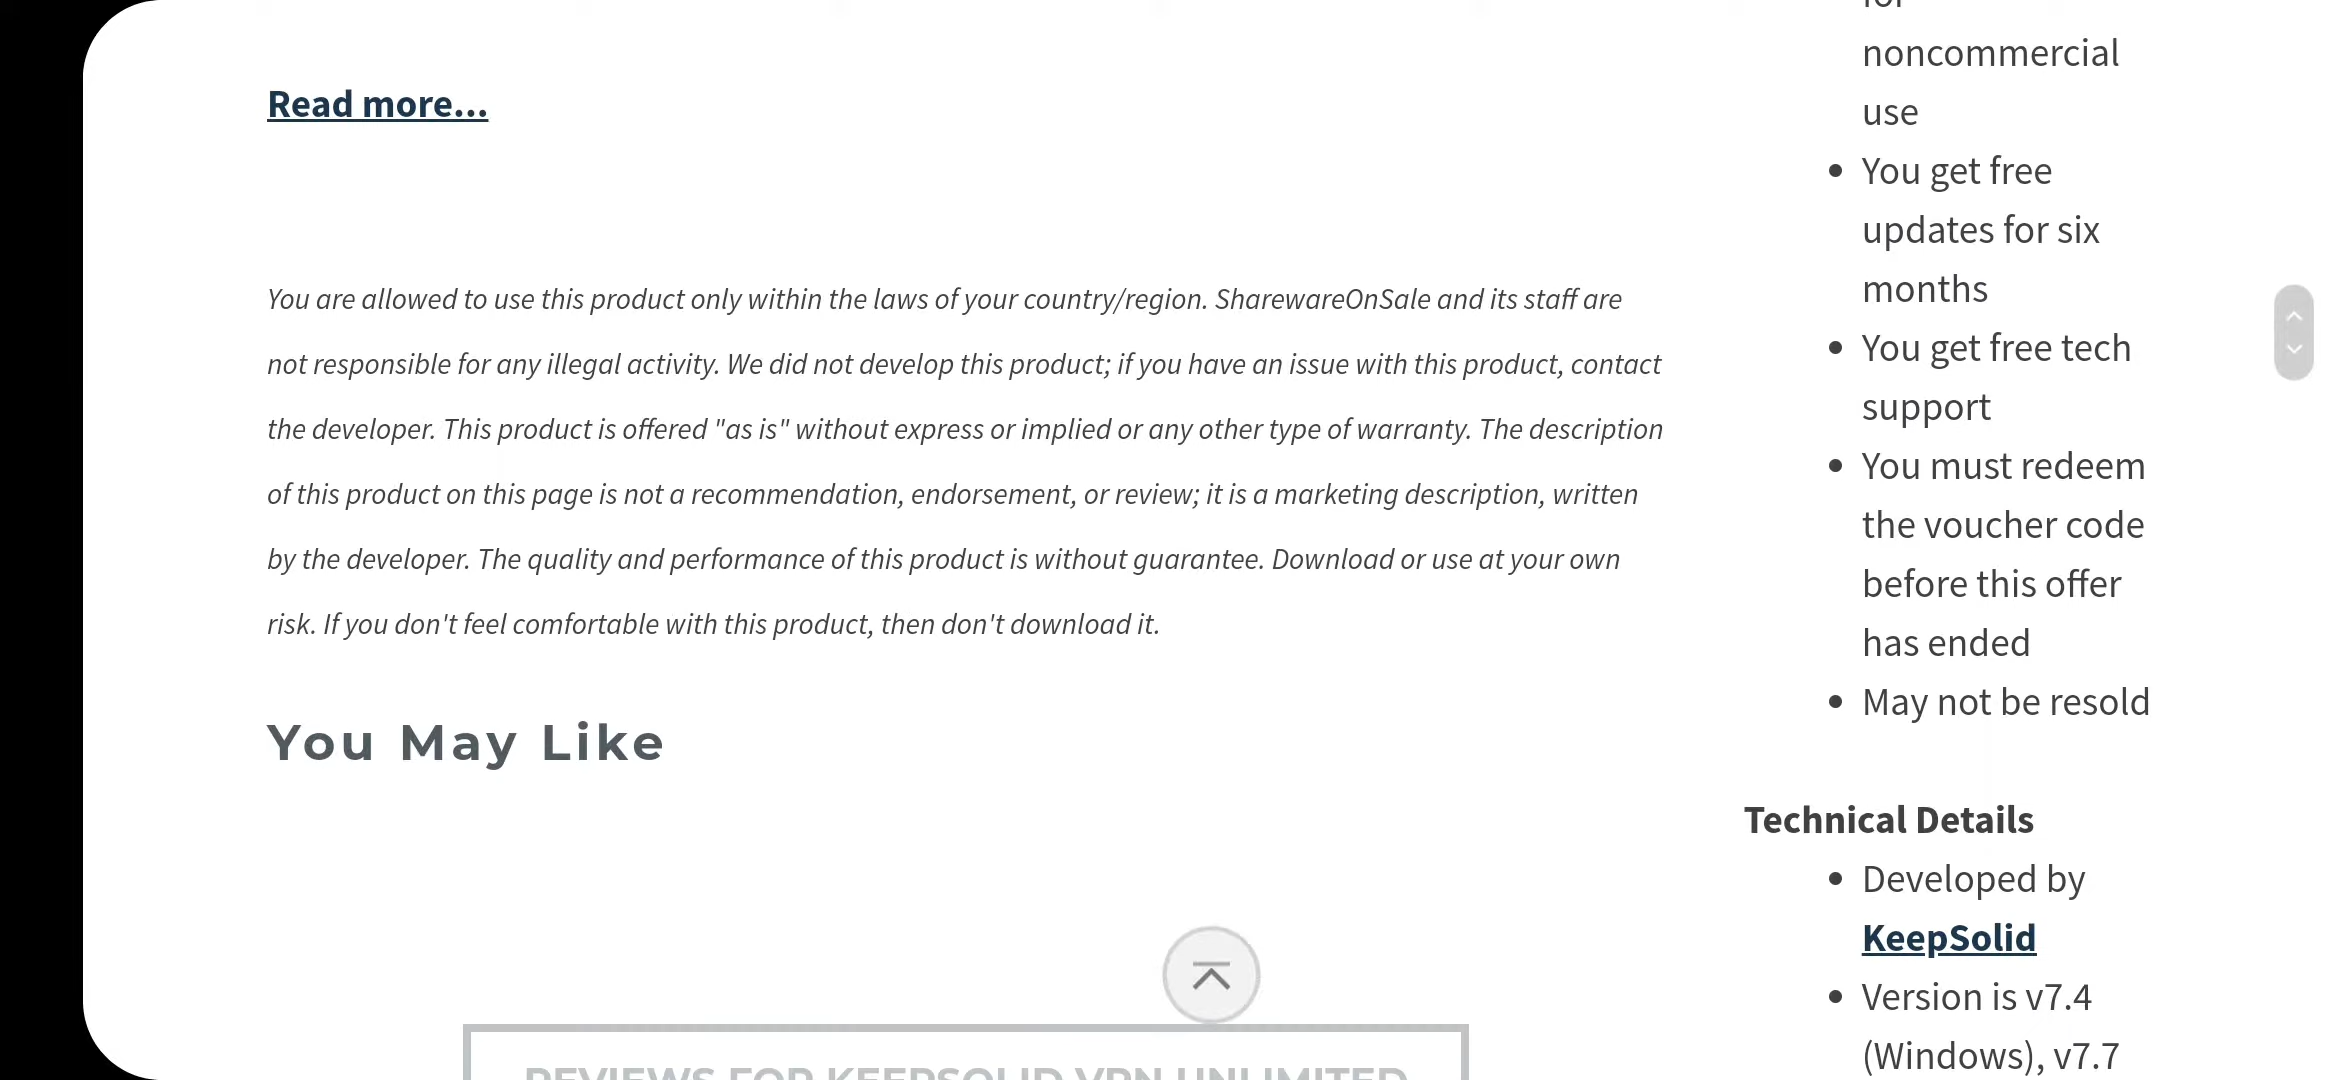 Read more...
You are allowed to use this product only within the laws of your country/region. SharewareOnSale and its staff are
not responsible for any illegal activity. We did not develop this product; if you have an issue with this product, contact
the developer. This product is offered "as is" without express or implied or any other type of warranty. The description
of this product on this page is not a recommendation, endorsement, or review; it is a marketing description, written
by the developer. The quality and performance of this product is without guarantee. Download or use at your own
risk. If you don't feel comfortable with this product, then don't download it.
You May Like
REVIEWS FOR KEEPSOLID VPN UNLIMITED
for
noncommercial
use
• You get free
updates for six
months
• You get free tech
support
• You must redeem
the voucher code
before this offer
has ended
• May not be resold
Technical Details
• Developed by
KeepSolid
• Version is v7.4
(Windows), v7.7